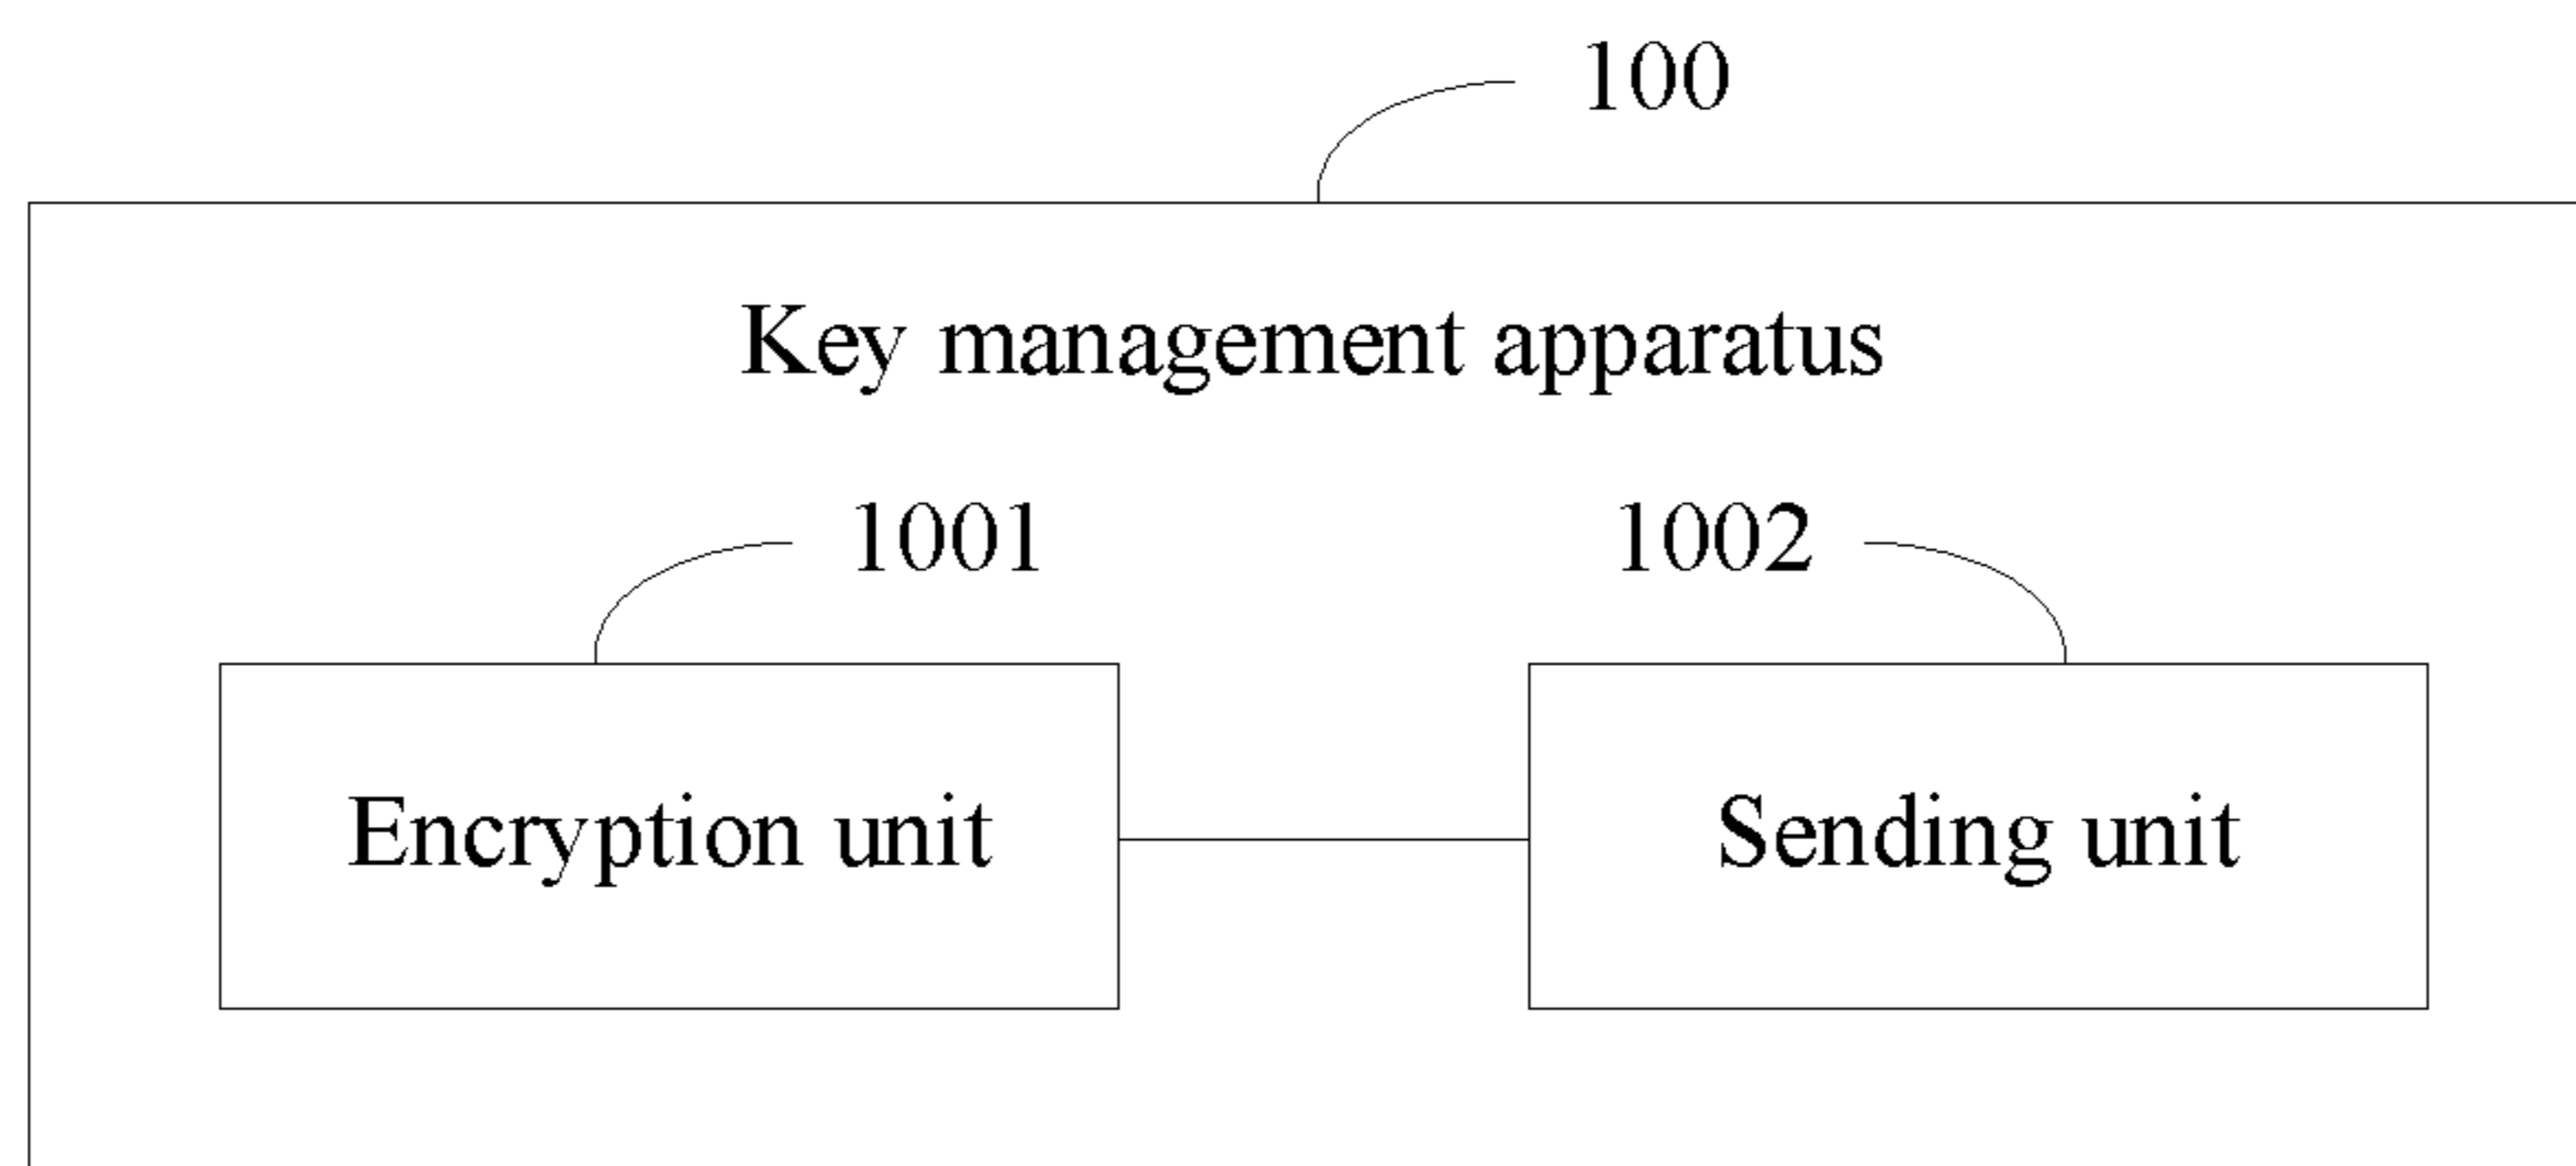 100
Key management apparatus
1001
1002
Encryption unit
Sending unit